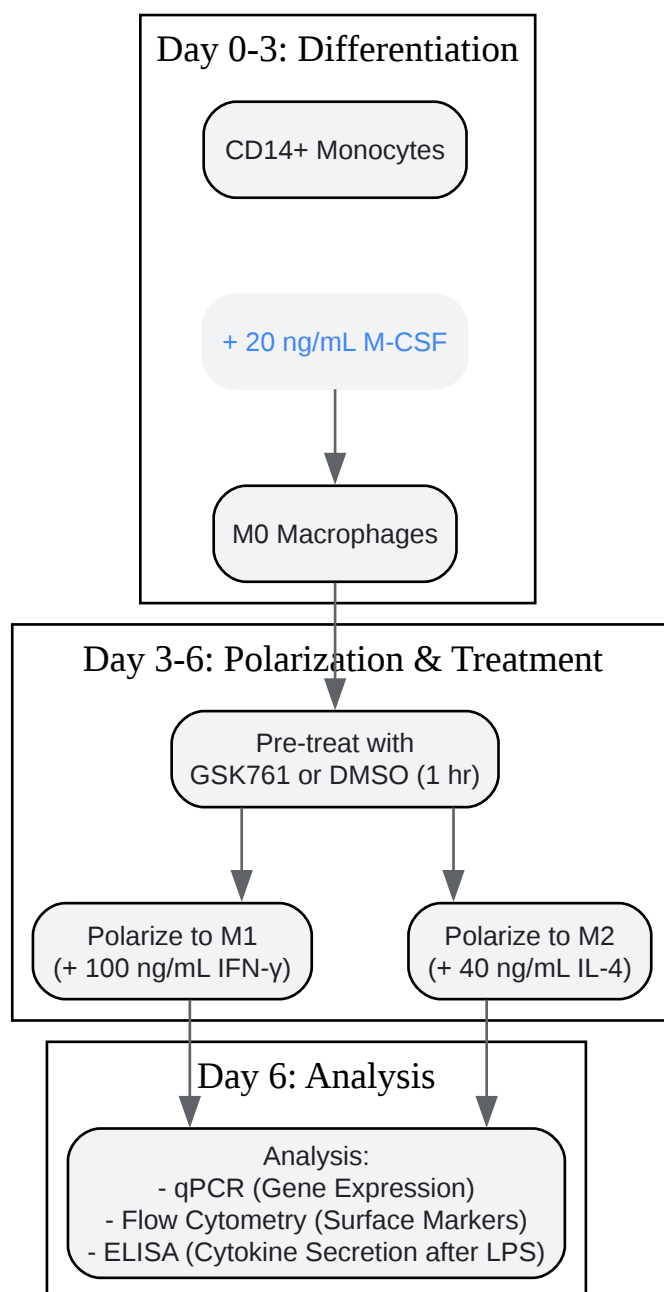 Day 0-3: Differentiation
CD14+ Monocytes
+ 20 ng/mL M-CSF
M0 Macrophages
Day 3-6: Polarization & Treatment
Pre-treat with
GSK761 or DMSO (1 hr)
Polarize to M1
(+ 100 ng/mL IFN-γ)
Polarize to M2
(+ 40 ng/mL IL-4)
Day 6: Analysis
Analysis:
- qPCR (Gene Expression)
- Flow Cytometry (Surface Markers)
- ELISA (Cytokine Secretion after LPS)